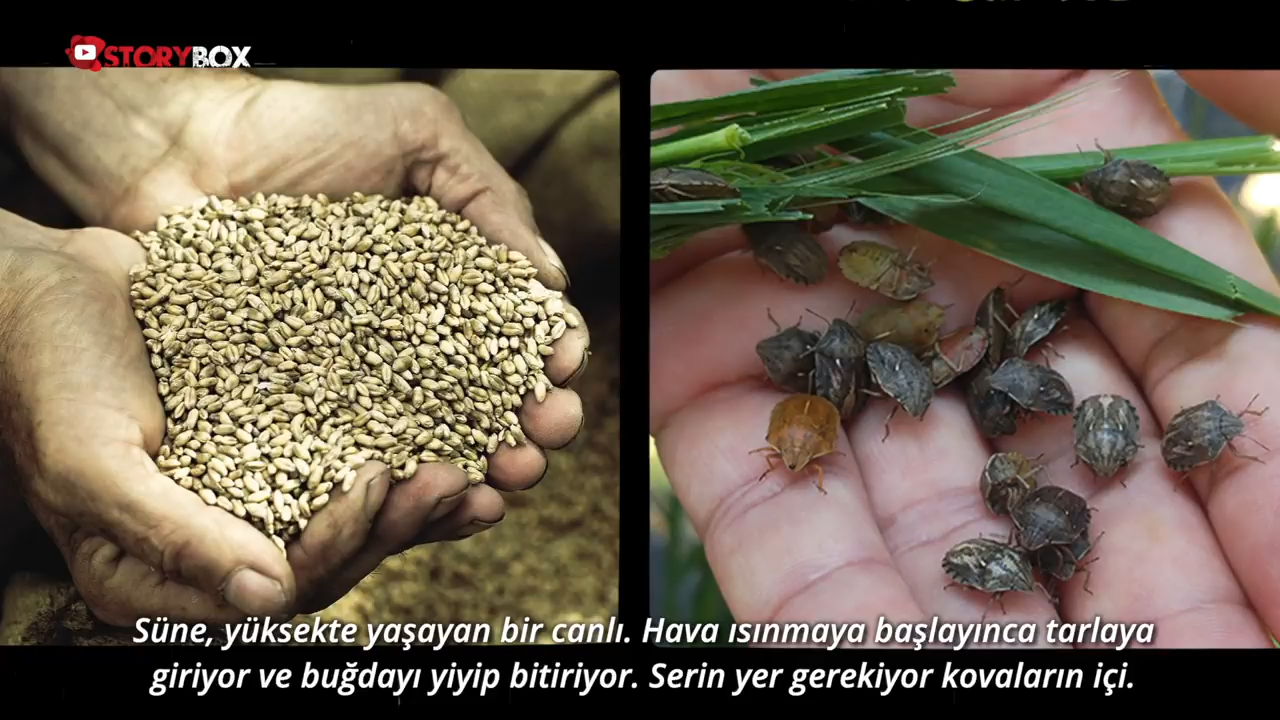 STORYBOX
Süne, yüksekte yaşayan bir canlı. Hava ısınmaya başlayınca tarlaya
giriyor ve buğdayı yiyip bitiriyor. Serin yer gerekiyor kovaların içi.